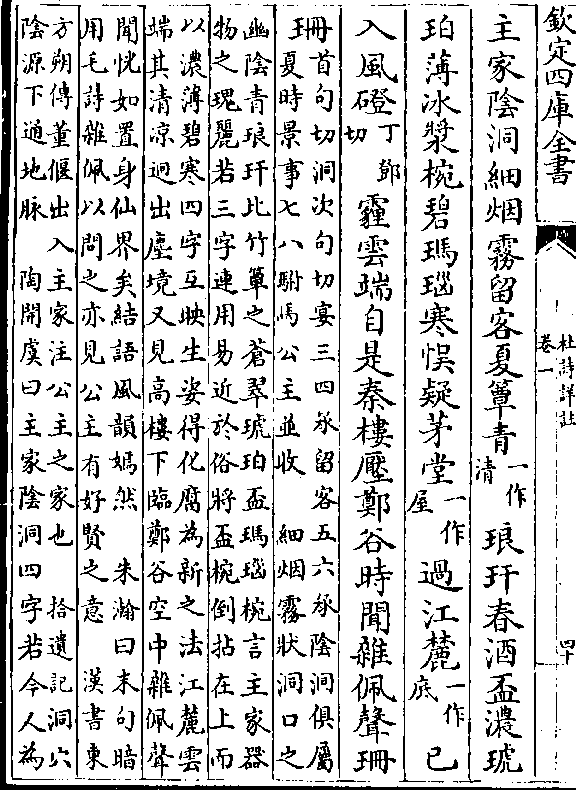 欽定四庫全書
杜詩詳註
卷一
四十
主家陰洞細烟霧留客夏簟青一作清琅玕春酒盃濃琥
珀薄冰漿椀碧瑪瑙寒悞疑茅堂一作屋過江麓一作底已
入風磴丁鄧切霾雲端自是秦樓壓鄭谷時聞雜佩聲珊
珊首句切洞次句切宴三四承留客五六承陰洞俱屬
夏時景事七八駙馬公主並收 細烟霧狀洞口之
幽陰青琅玕比竹簟之蒼翠琥珀盃瑪瑙椀言主家器
物之瑰麗若三字連用易近於俗將盃椀倒拈在上而
以濃薄碧寒四字互映生姿得化腐為新之法江麓雲
端其清凉迥出塵境又見高樓下臨鄭谷空中雜佩聲
聞恍如置身仙界矣結語風韻嫣然 朱瀚曰末句暗
用毛詩雜佩以問之亦見公主有好賢之意 漢書東
方朔傳董偃出入主家注公主之家也 拾遺記洞穴
陰源下通地脉 陶開虞曰主家陰洞四字若令人為